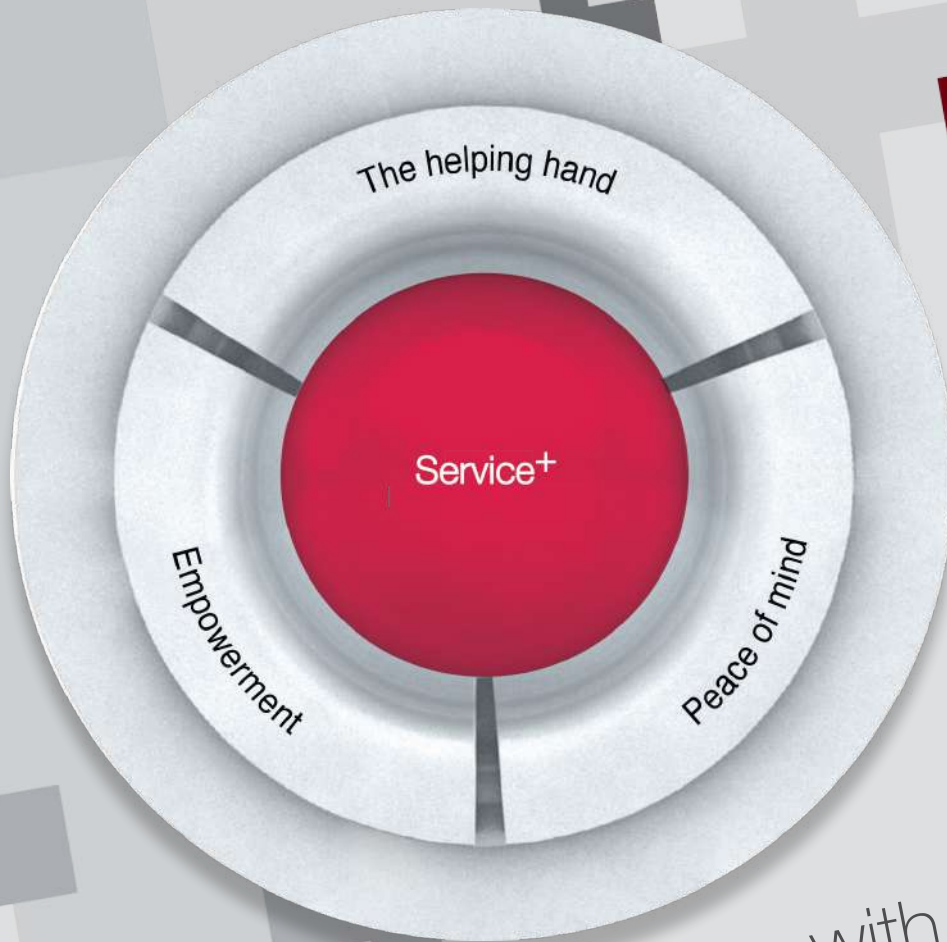 The helping hand
Service⁺
Empowerment
Peace of mind
with